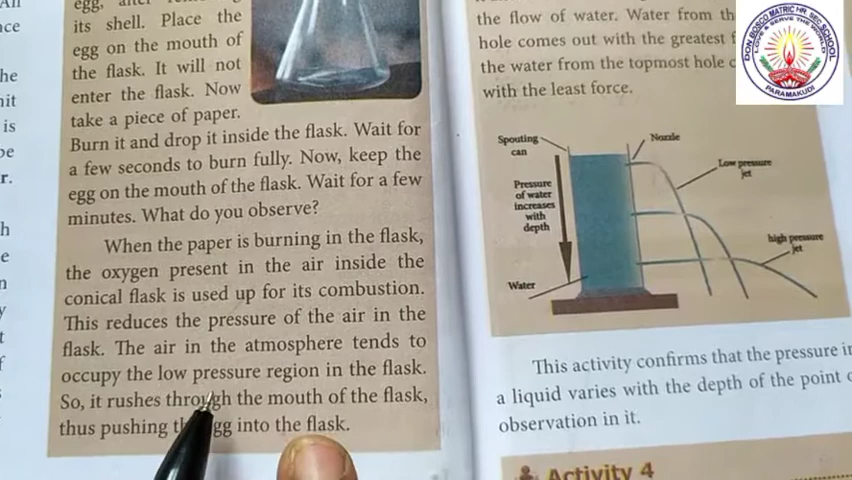 its shell. Place the
egg on the mouth of
the flask. It will not
enter the flask. Now
take a piece of paper.
Burn it and drop it inside the flask. Wait for
a few seconds to burn fully. Now, keep the
egg on the mouth of the flask. Wait for a few
minutes. What do you observe?
When the paper is burning in the flask,
the oxygen present in the air inside the
conical flask is used up for its combustion.
This reduces the pressure of the air in the
flask. The air in the atmosphere tends to
occupy the low pressure region in the flask.
So, it rushes through the mouth of the flask,
thus pushing the egg into the flask.
the flow of water. Water from
hole comes out with the greatest
the water from the topmost hole
with the least force.
Spouting
can
Nozzle
Low pressure
jet
Pressure
of water
increases
with
depth
high pressure
jet
Water
This activity confirms that the pressure in
a liquid varies with the depth of the point
observation in it.
Activity 4
DON BOSCO MATRIC HR. SEC SCHOOL
LOVE & SERVE THE WORLD
PARAMAKUDI